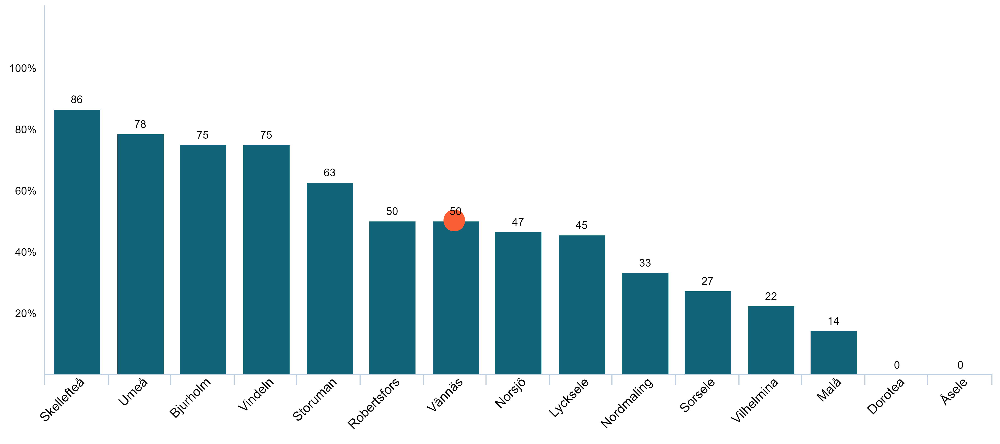 100%
80%
60%
40%
20%
86
78
75
75
63
50
50
47
45
33
27
22
14
0
0
Skellefteå
Umeå
Bjurholm
Vindeln
Storuman
Robertsfors
Vännäs
Norsjö
Lycksele
Nordmaling
Sorsele
Vilhelmina
Malå
Dorotea
Åsele